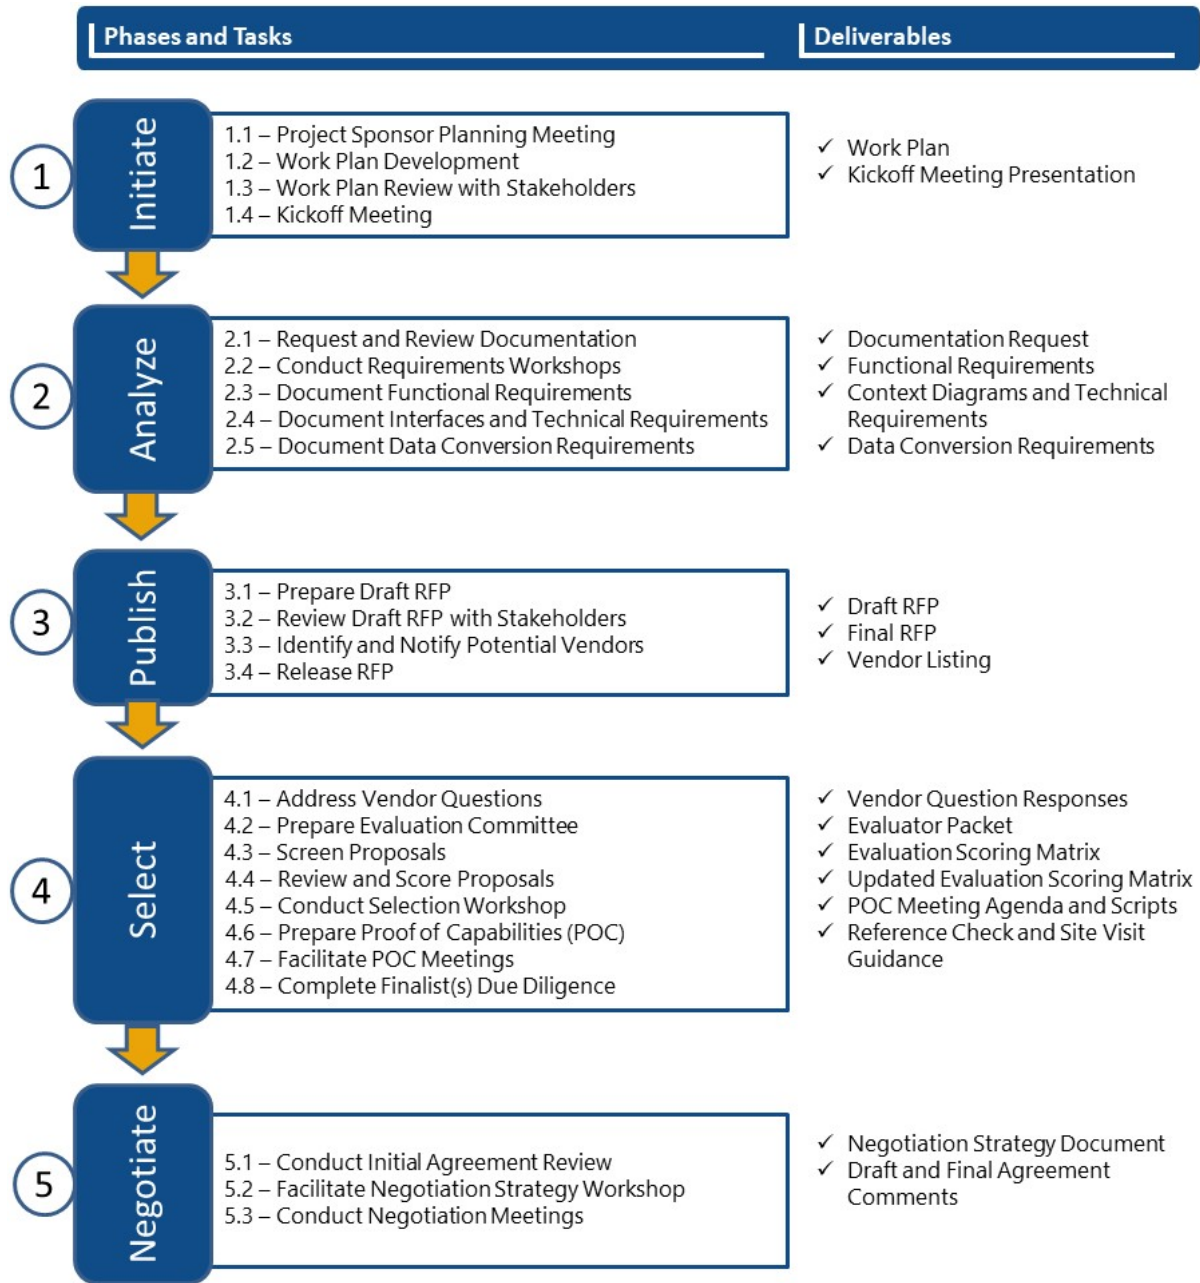 Phases and Tasks
Deliverables
1
Initiate
1.1 – Project Sponsor Planning Meeting
1.2 – Work Plan Development
1.3 – Work Plan Review with Stakeholders
1.4 – Kickoff Meeting
✓ Work Plan
✓ Kickoff Meeting Presentation
2
Analyze
2.1 – Request and Review Documentation
2.2 – Conduct Requirements Workshops
2.3 – Document Functional Requirements
2.4 – Document Interfaces and Technical Requirements
2.5 – Document Data Conversion Requirements
✓ Documentation Request
✓ Functional Requirements
✓ Context Diagrams and Technical
Requirements
✓ Data Conversion Requirements
3
Publish
3.1 – Prepare Draft RFP
3.2 – Review Draft RFP with Stakeholders
3.3 – Identify and Notify Potential Vendors
3.4 – Release RFP
✓ Draft RFP
✓ Final RFP
✓ Vendor Listing
4
Select
4.1 – Address Vendor Questions
4.2 – Prepare Evaluation Committee
4.3 – Screen Proposals
4.4 – Review and Score Proposals
4.5 – Conduct Selection Workshop
4.6 – Prepare Proof of Capabilities (POC)
4.7 – Facilitate POC Meetings
4.8 – Complete Finalist(s) Due Diligence
✓ Vendor Question Responses
✓ Evaluator Packet
✓ Evaluation Scoring Matrix
✓ Updated Evaluation Scoring Matrix
✓ POC Meeting Agenda and Scripts
✓ Reference Check and Site Visit
Guidance
5
Negotiate
5.1 – Conduct Initial Agreement Review
5.2 – Facilitate Negotiation Strategy Workshop
5.3 – Conduct Negotiation Meetings
✓ Negotiation Strategy Document
✓ Draft and Final Agreement
Comments